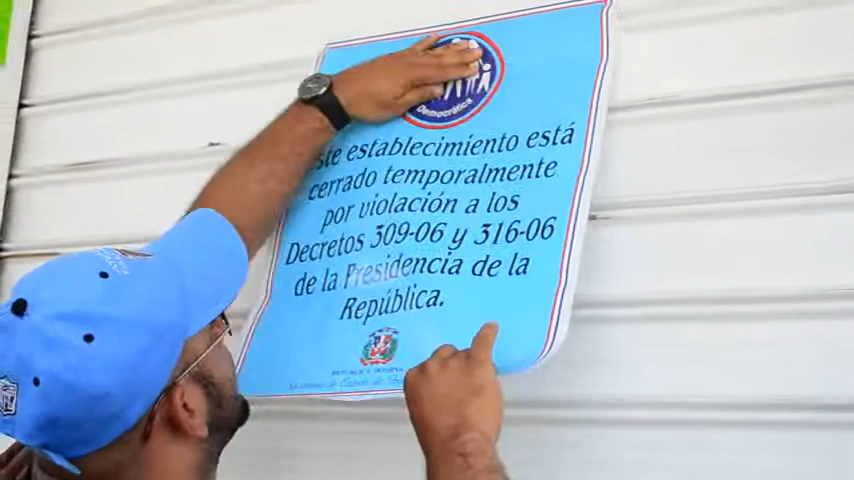 Democrática
ste establecimiento está
cerrado temporalmente
por violación a los
Decretos 309-06 y 316-06
de la Presidencia de la
República
NFL